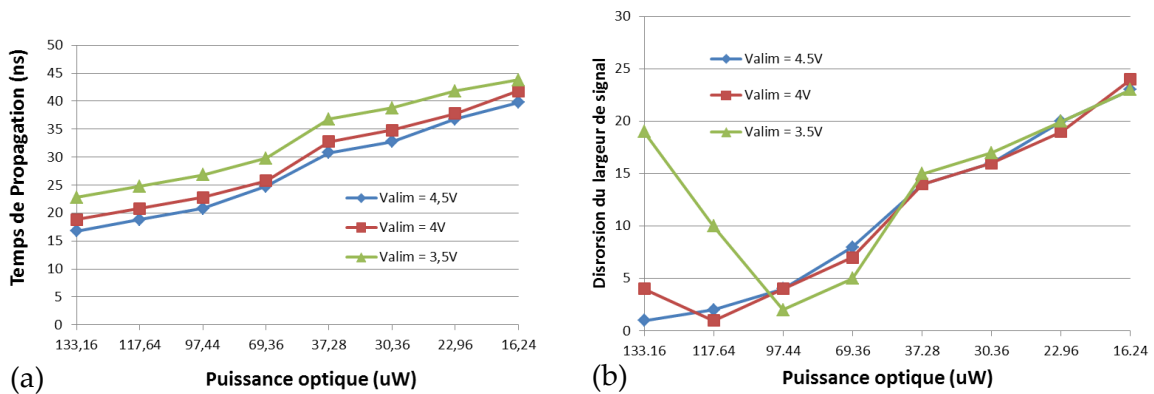 Temps de Propagation (ns)
50
45
40
35
30
25
20
15
10
5
0
Valim = 4,5V
Valim = 4V
Valim = 3,5V
133,16 117,64 97,44 69,36 37,28 30,36 22,96 16,24
Puissance optique (uW)
(a)
Disrorsion du largeur de signal
30
25
20
15
10
5
0
Valim = 4.5V
Valim = 4V
Valim = 3.5V
133.16 117.64 97.44 69.36 37.28 30.36 22.96 16.24
Puissance optique (uW)
(b)